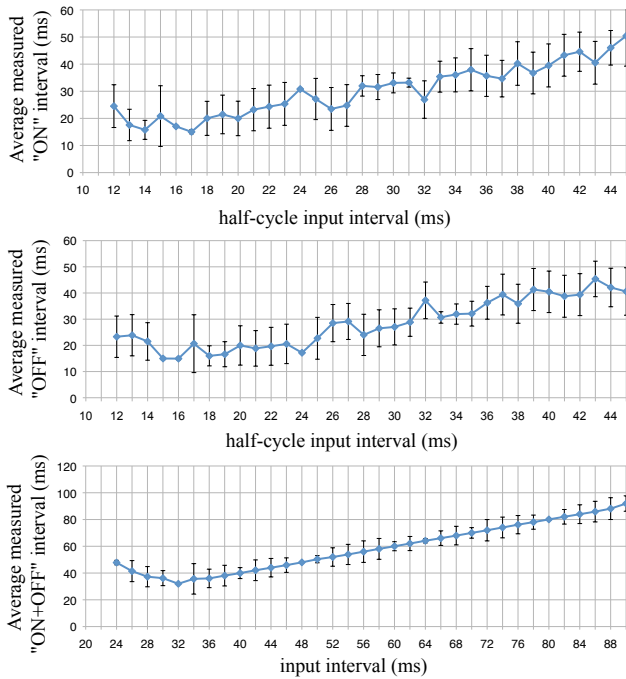 Average measured
"ON" interval (ms)
60
50
40
30
20
10
0
10 12 14 16 18 20 22 24 26 28 30 32 34 36 38 40 42 44
half-cycle input interval (ms)
Average measured
"OFF" interval (ms)
60
50
40
30
20
10
0
10 12 14 16 18 20 22 24 26 28 30 32 34 36 38 40 42 44
half-cycle input interval (ms)
Average measured
"ON+OFF" interval (ms)
120
100
80
60
40
20
0
20 24 28 32 36 40 44 48 52 56 60 64 68 72 76 80 84 88
input interval (ms)